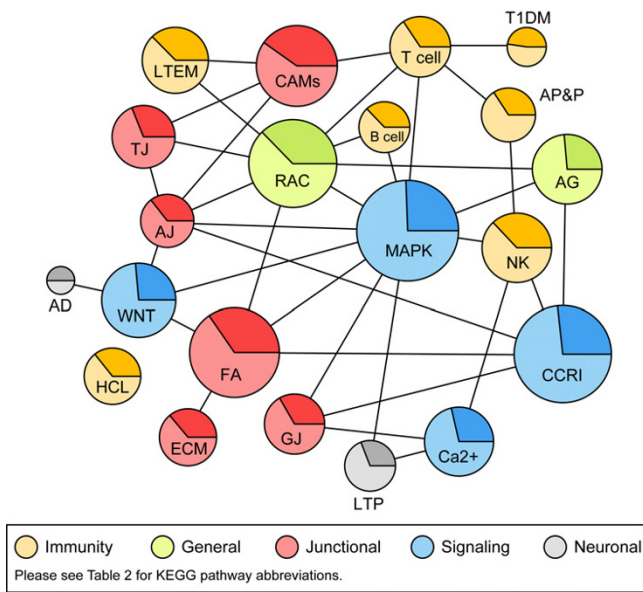 T1DM
LTEM
CAMs
T cell
AP&P
TJ
B cell
RAC
AG
AJ
MAPK
NK
AD
WNT
FA
CCRI
HCL
ECM
GJ
Ca2+
LTP
Immunity
General
Junctional
Signaling
Neuronal
Please see Table 2 for KEGG pathway abbreviations.